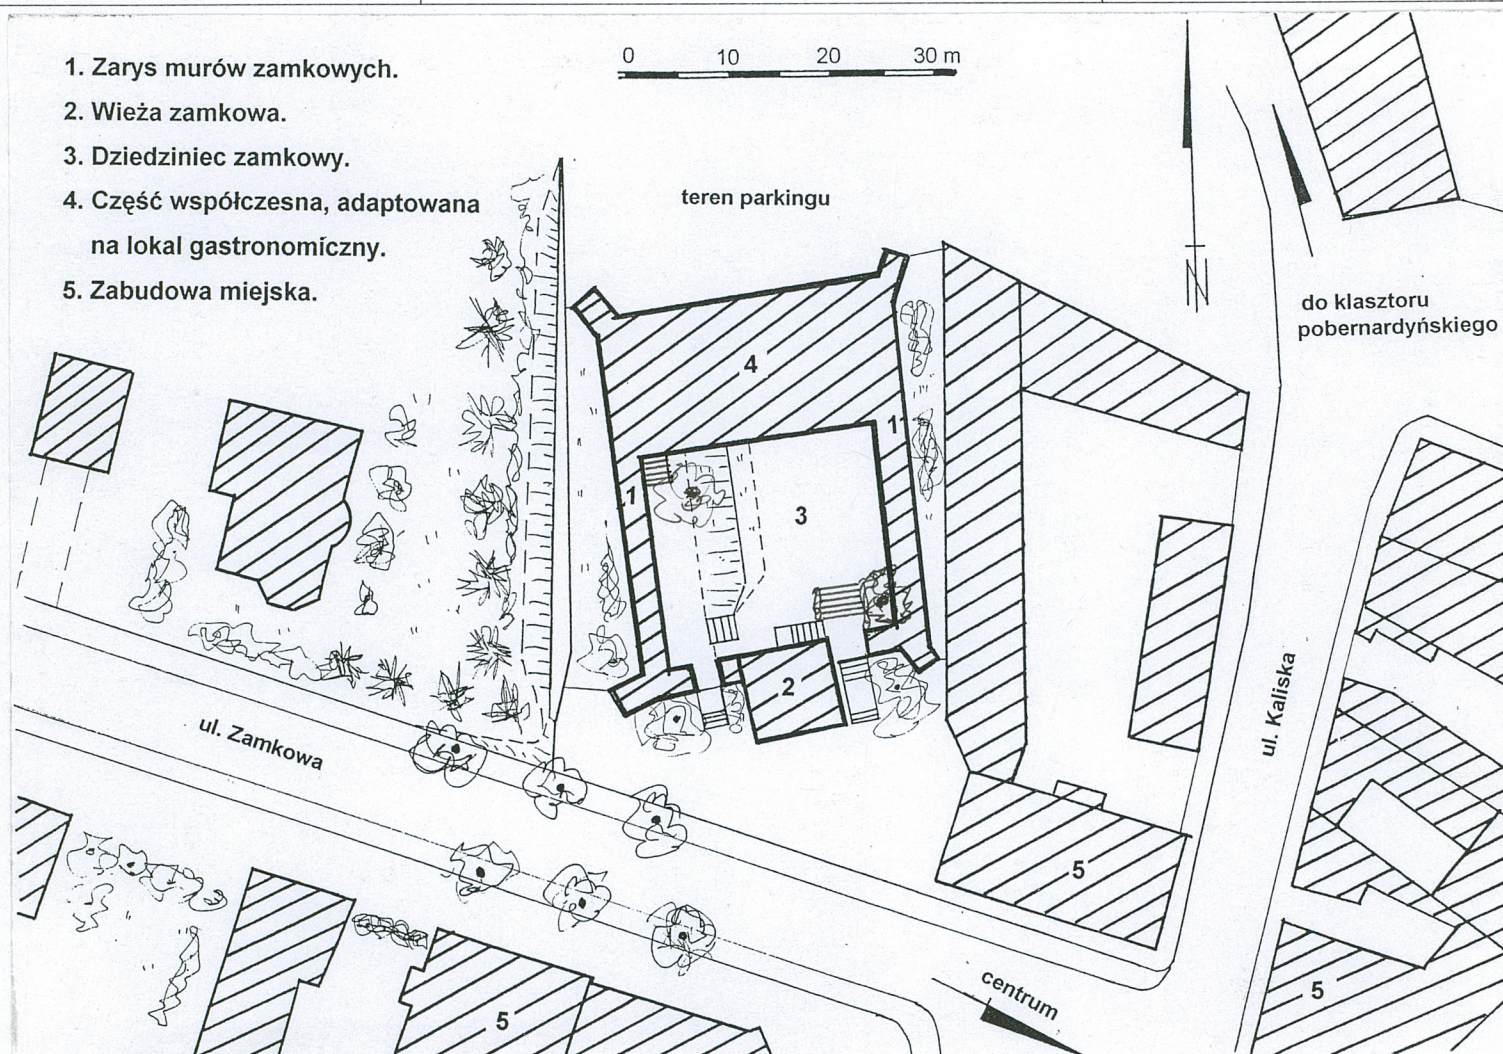 1. Zarys murów zamkowych.
2. Wieża zamkowa.
3. Dziedziniec zamkowy.
4. Część współczesna, adaptowana
na lokal gastronomiczny.
5. Zabudowa miejska.
0 10 20 30 m
teren parkingu
N
do klasztoru
pobernardyńskiego
4
1
1
3
2
ul. Kaliska
ul. Zamkowa
5
centrum
5
5